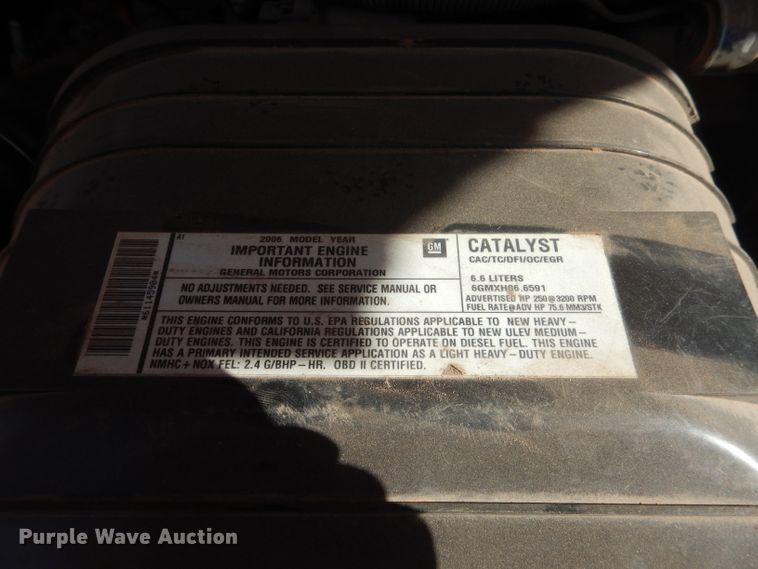 A1
2006 MODEL YEAR
IMPORTANT ENGINE
INFORMATION
GENERAL MOTORS CORPORATION
GM
NO ADJUSTMENTS NEEDED. SEE SERVICE MANUAL OR
OWNERS MANUAL FOR MORE INFORMATION.
CATALYST
CAC/TC/DFI/OC/EGR
6.6 LITERS
6GMXH06.6591
ADVERTISED HP 250@3200 RPM
FUEL RATE@ADV HP 75.6 MM3/STK
THIS ENGINE CONFORMS TO U.S. EPA REGULATIONS APPLICABLE TO NEW HEAVY-
DUTY ENGINES AND CALIFORNIA REGULATIONS APPLICABLE TO NEW ULEV MEDIUM-
DUTY ENGINES. THIS ENGINE IS CERTIFIED TO OPERATE ON DIESEL FUEL. THIS ENGINE
HAS A PRIMARY INTENDED SERVICE APPLICATION AS A LIGHT HEAVY-DUTY ENGINE.
NMHC+NOX FEL: 2.4 G/BHP-HR. OBD II CERTIFIED.
Purple Wave Auction